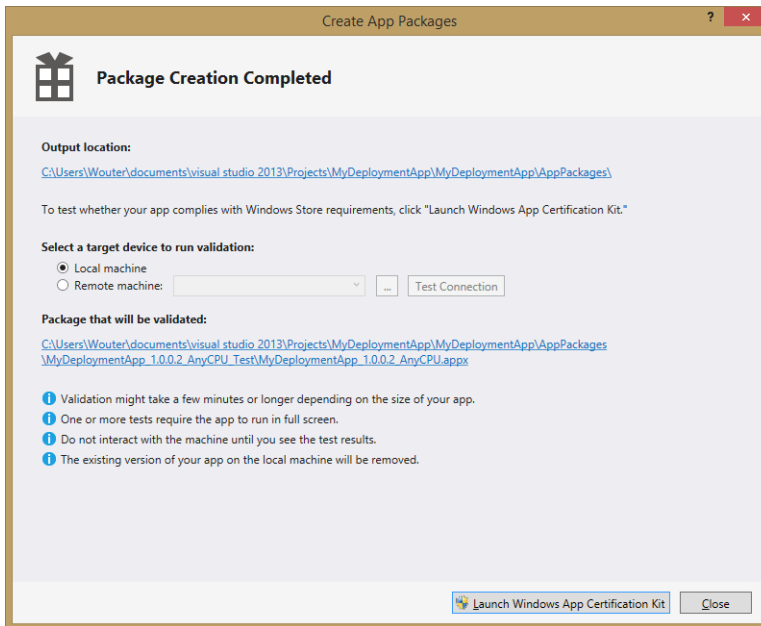 Create App Packages
?
Package Creation Completed
Output location:
C:\Users\Wouter\documents\visual studio 2013\Projects\MyDeploymentApp\MyDeploymentApp\AppPackages\
To test whether your app complies with Windows Store requirements, click "Launch Windows App Certification Kit."
Select a target device to run validation:
Local machine
Remote machine:
...
Test Connection
Package that will be validated:
C:\Users\Wouter\documents\visual studio 2013\Projects\MyDeploymentApp\MyDeploymentApp\AppPackages
\MyDeploymentApp_1.0.0.2_AnyCPU_Test\MyDeploymentApp_1.0.0.2_AnyCPU.appx
Validation might take a few minutes or longer depending on the size of your app.
One or more tests require the app to run in full screen.
Do not interact with the machine until you see the test results.
The existing version of your app on the local machine will be removed.
Launch Windows App Certification Kit
Close